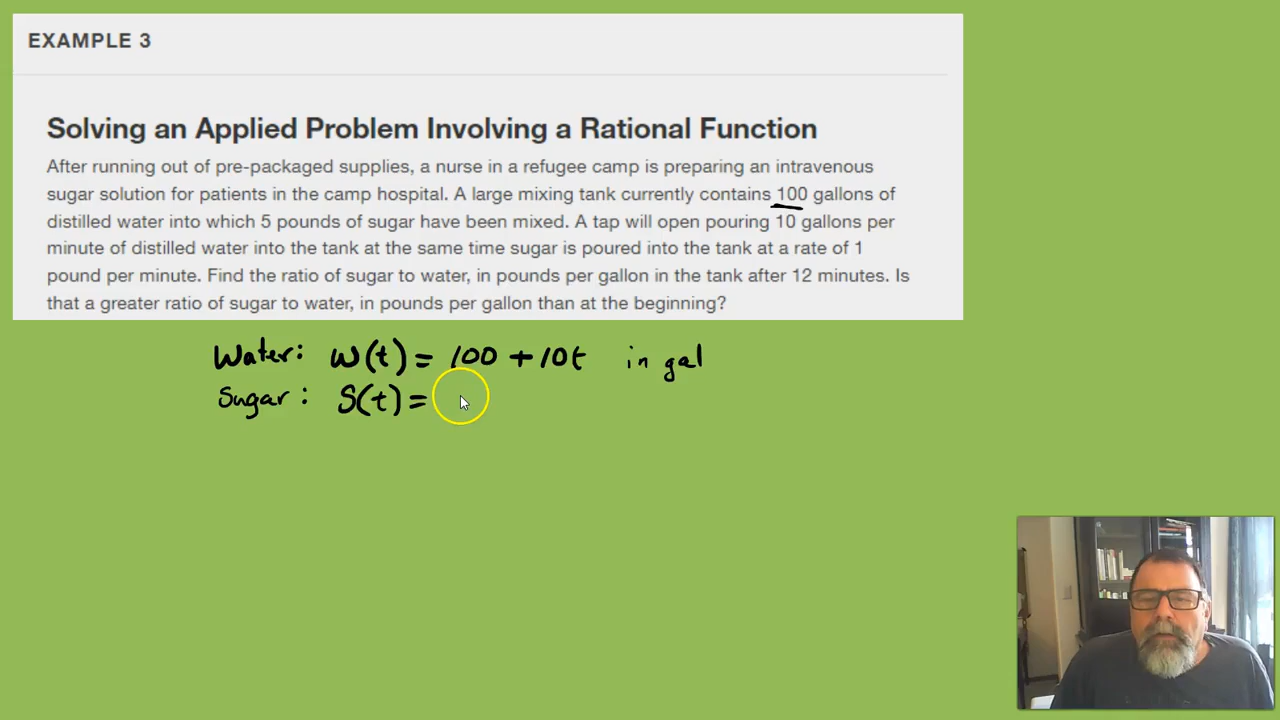 EXAMPLE 3
Solving an Applied Problem Involving a Rational Function
After running out of pre-packaged supplies, a nurse in a refugee camp is preparing an intravenous
sugar solution for patients in the camp hospital. A large mixing tank currently contains 100 gallons of
distilled water into which 5 pounds of sugar have been mixed. A tap will open pouring 10 gallons per
minute of distilled water into the tank at the same time sugar is poured into the tank at a rate of 1
pound per minute. Find the ratio of sugar to water, in pounds per gallon in the tank after 12 minutes. Is
that a greater ratio of sugar to water, in pounds per gallon than at the beginning?
Water: W(t) = 100 + 10t in gal
Sugar: S(t) =